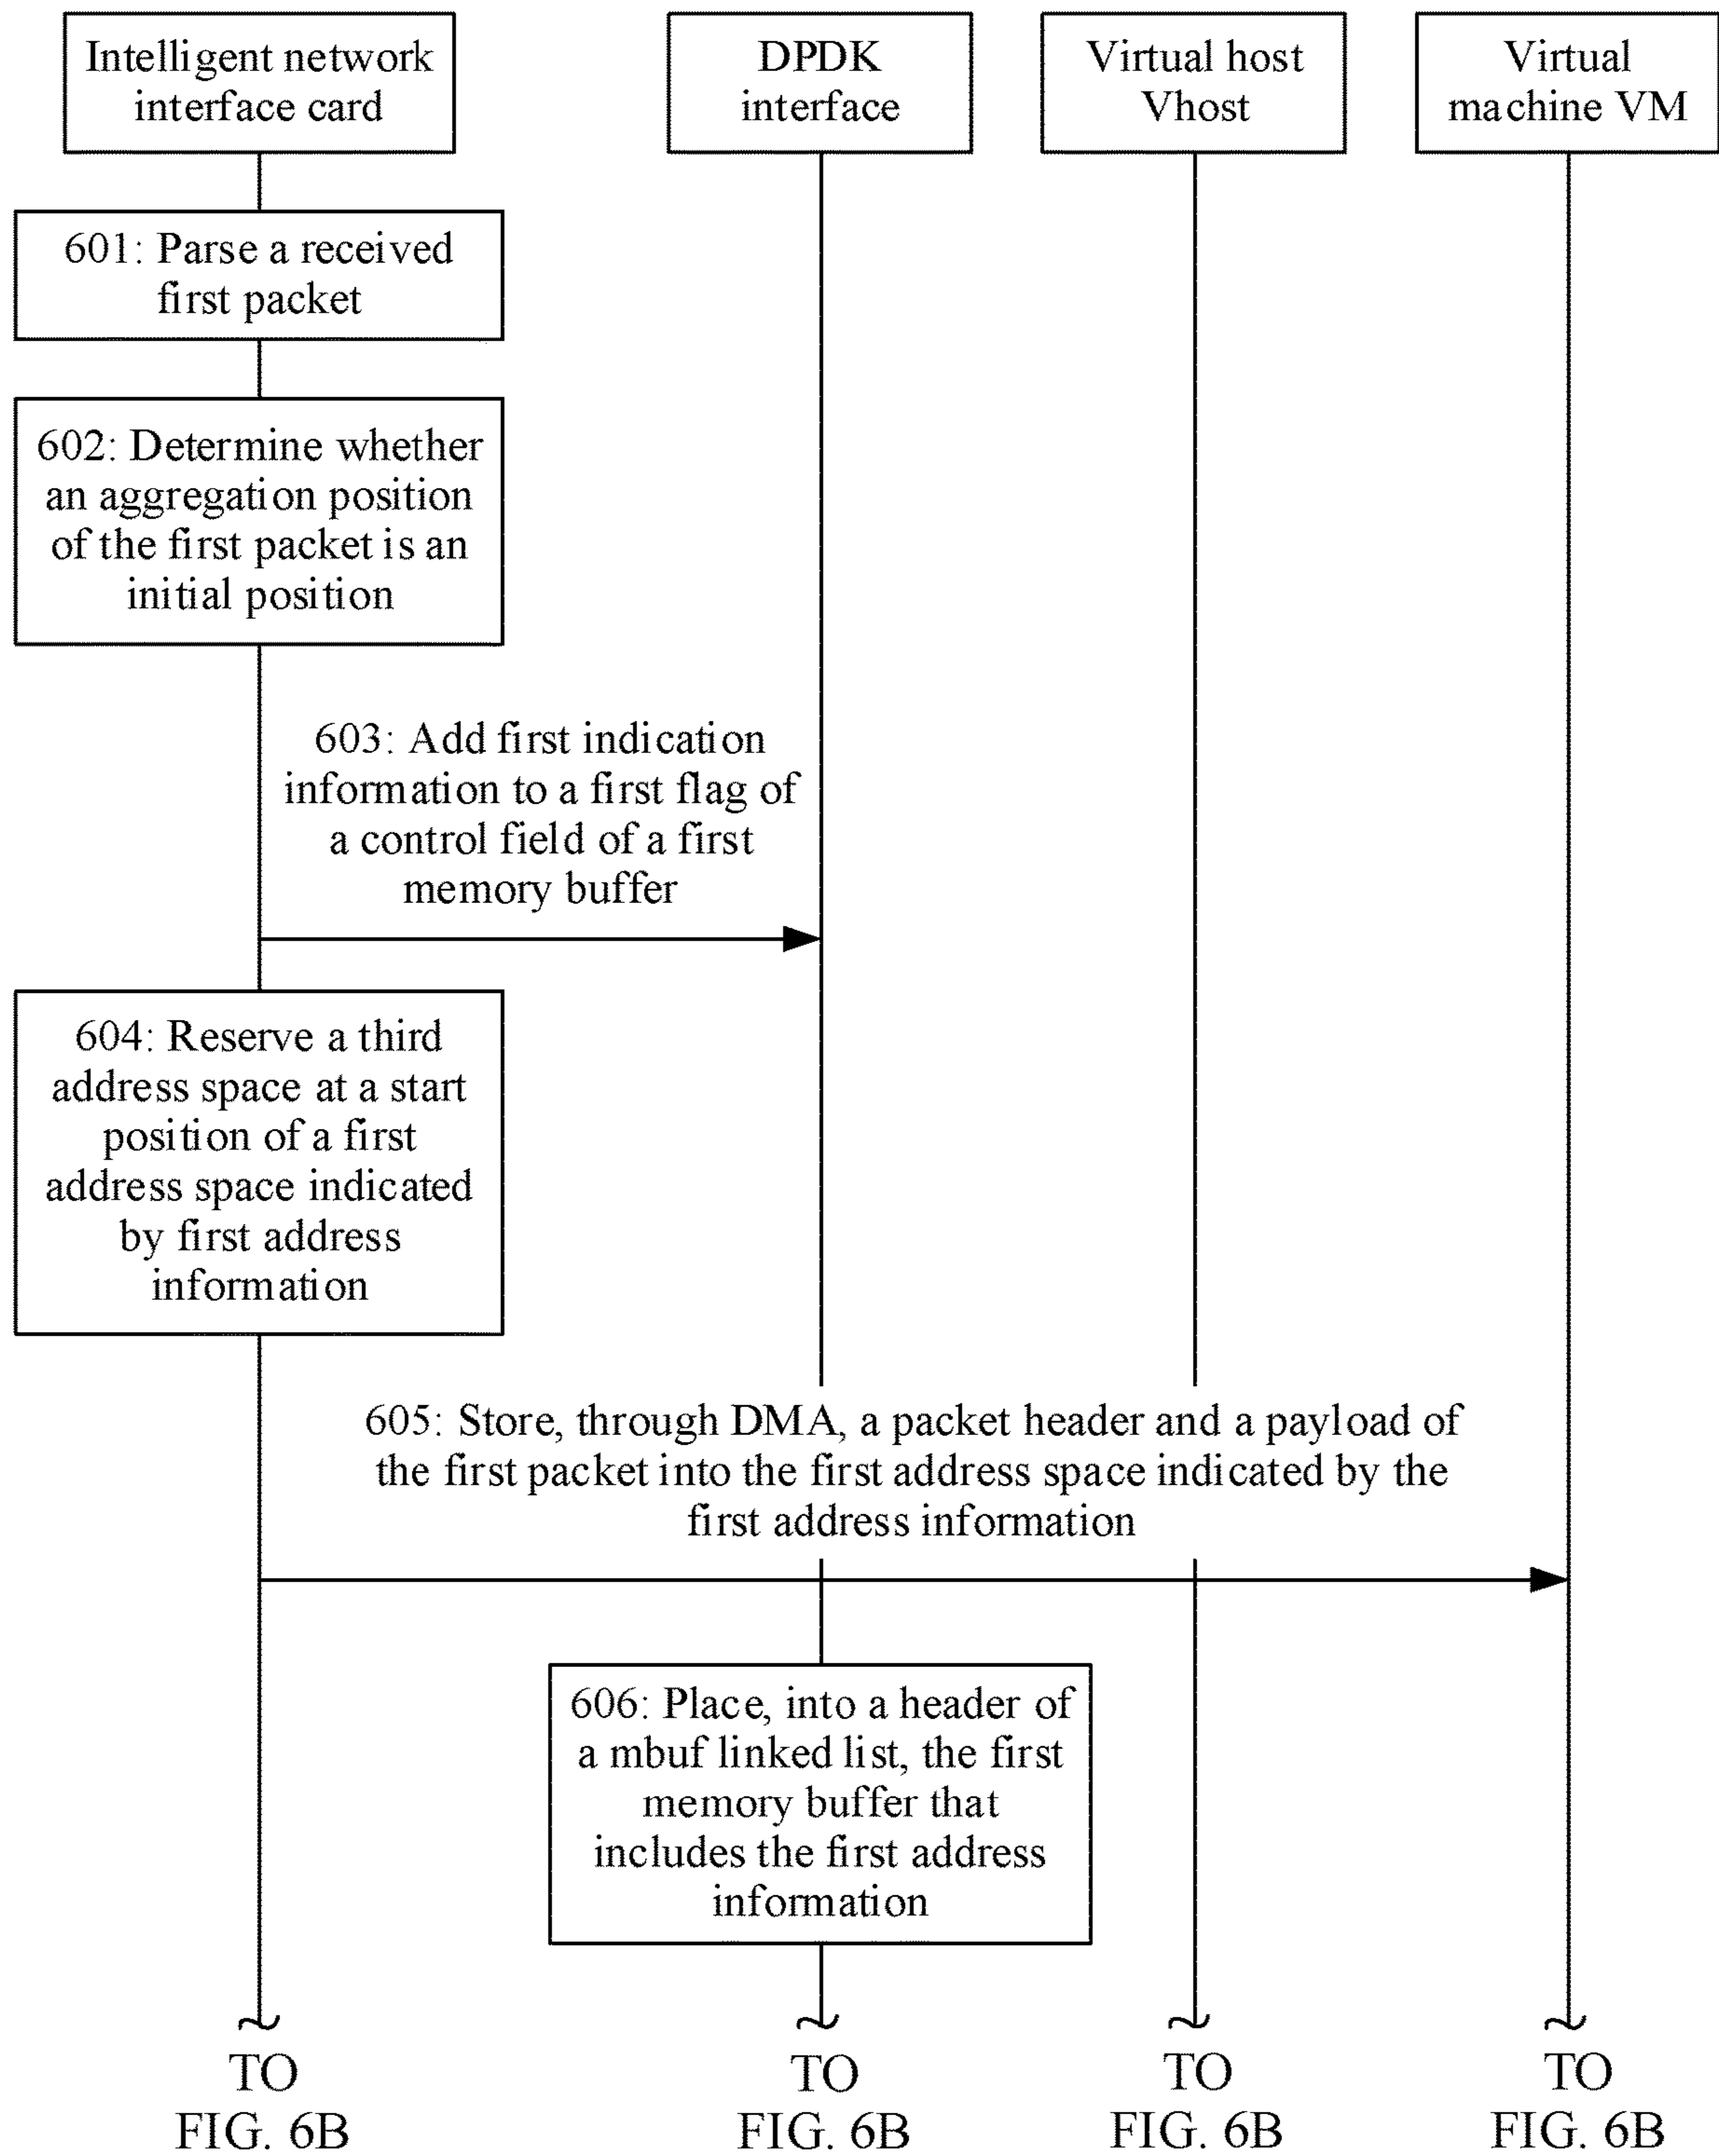 Intelligent network
interface card
DPDK
interface
Virtual host
Vhost
Virtual
machine VM
601: Parse a received
first packet
602: Determine whether
an aggregation position
of the first packet is an
initial position
603: Add first indication
information to a first flag of
a control field of a first
memory buffer
604: Reserve a third
address space at a start
position of a first
address space indicated
by first address
information
605: Store, through DMA, a packet header and a payload of
the first packet into the first address space indicated by the
first address information
606: Place, into a header of
a mbuf linked list, the first
memory buffer that
includes the first address
information
TO
FIG. 6B
TO
FIG. 6B
TO
FIG. 6B
TO
FIG. 6B